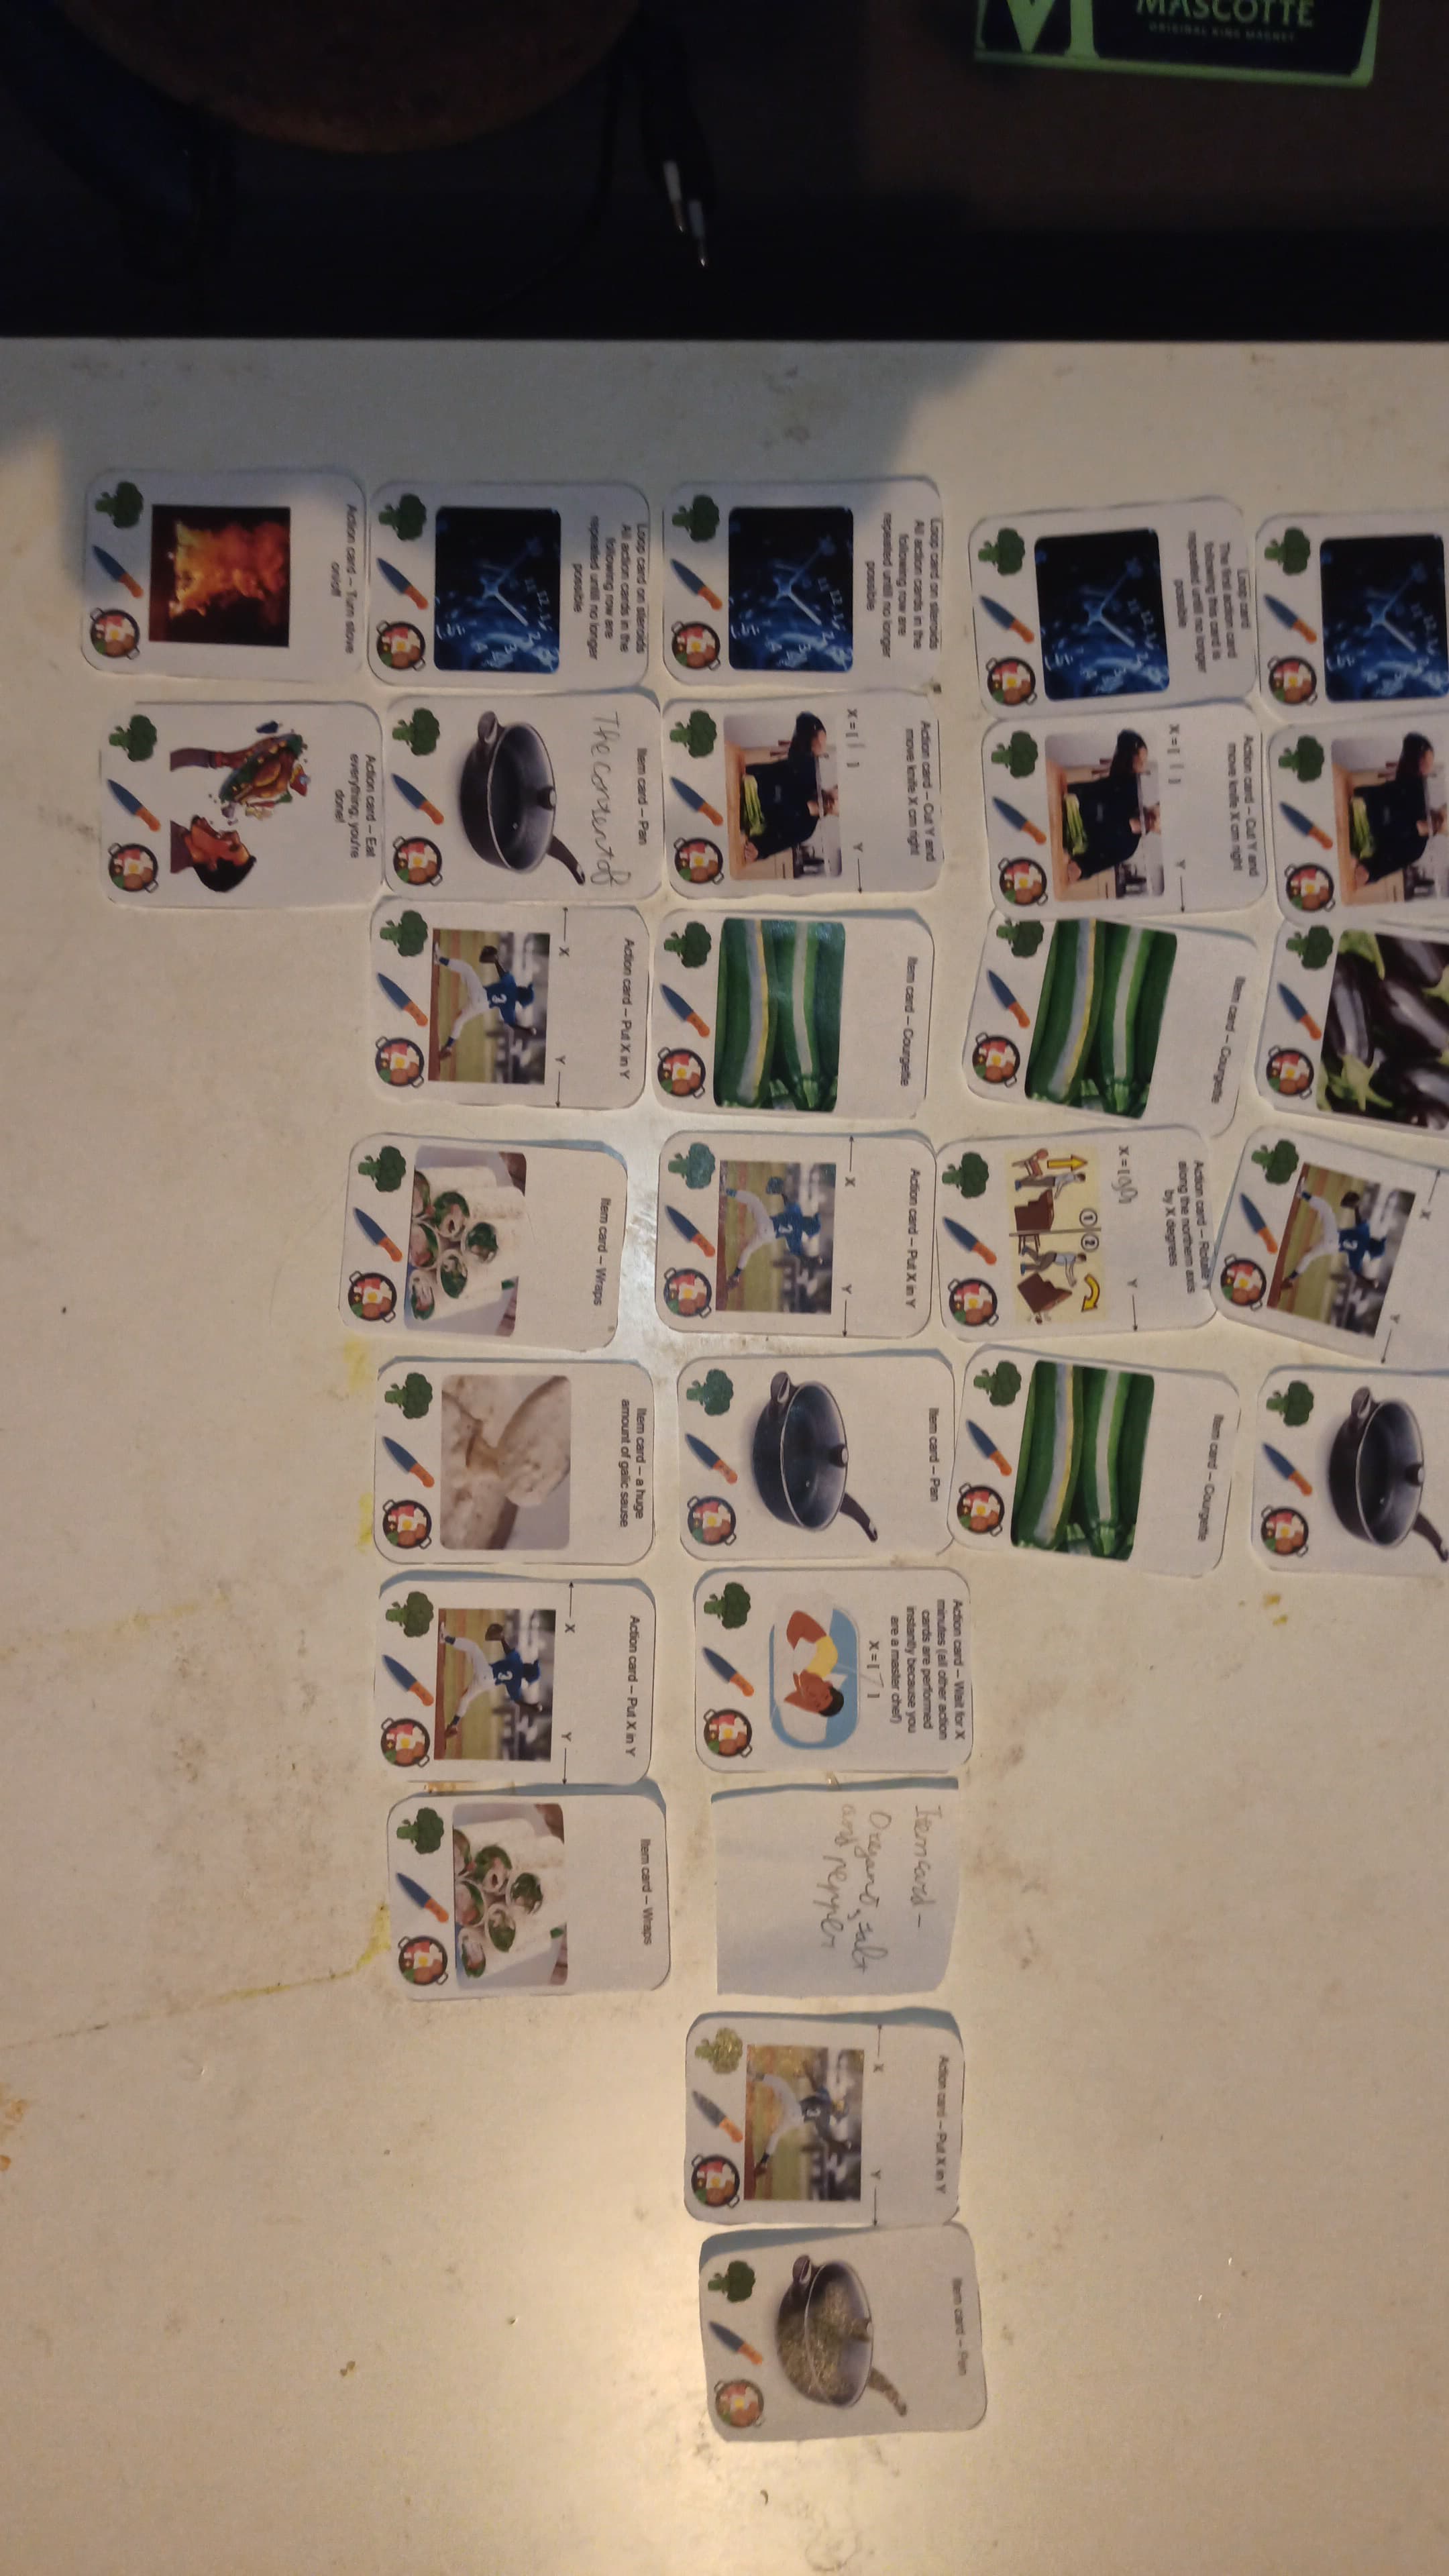 MASCOTTE
ORIGINAL KING MAGNET
X
Y
Loop card
The first action card
following this card is
repeated until no longer
possible
Action card – Cut Y and
move knife X cm right
X = [ 1 ]
Y
Item card – Courgette
Action card – Rotate
along the northern axis
by X degrees
X = [90]
Y
Item card – Courgette
Loop card on steroids
All action cards in the
following row are
repeated until no longer
possible
Action card – Cut Y and
move knife X cm right
X = [ 1 ]
Y
Item card – Courgette
Action card – Put X in Y
X
Y
Item card – Pan
Action card – Wait for X
minutes (all other action
cards are performed
instantly because you
are a master chef)
X = [ 7 ]
Item card –
Oregano, salt
and pepper
Action card – Put X in Y
X
Y
Item card – Pan
Loop card on steroids
All action cards in the
following row are
repeated until no longer
possible
Item card – Pan
The consent of
Action card – Put X in Y
X
Y
Item card – Wraps
Item card – a huge
amount of galic sause
Action card – Put X in Y
X
Y
Item card – Wraps
Action card – Turn stove
on/off
Action card – Eat
everything, you're
done!